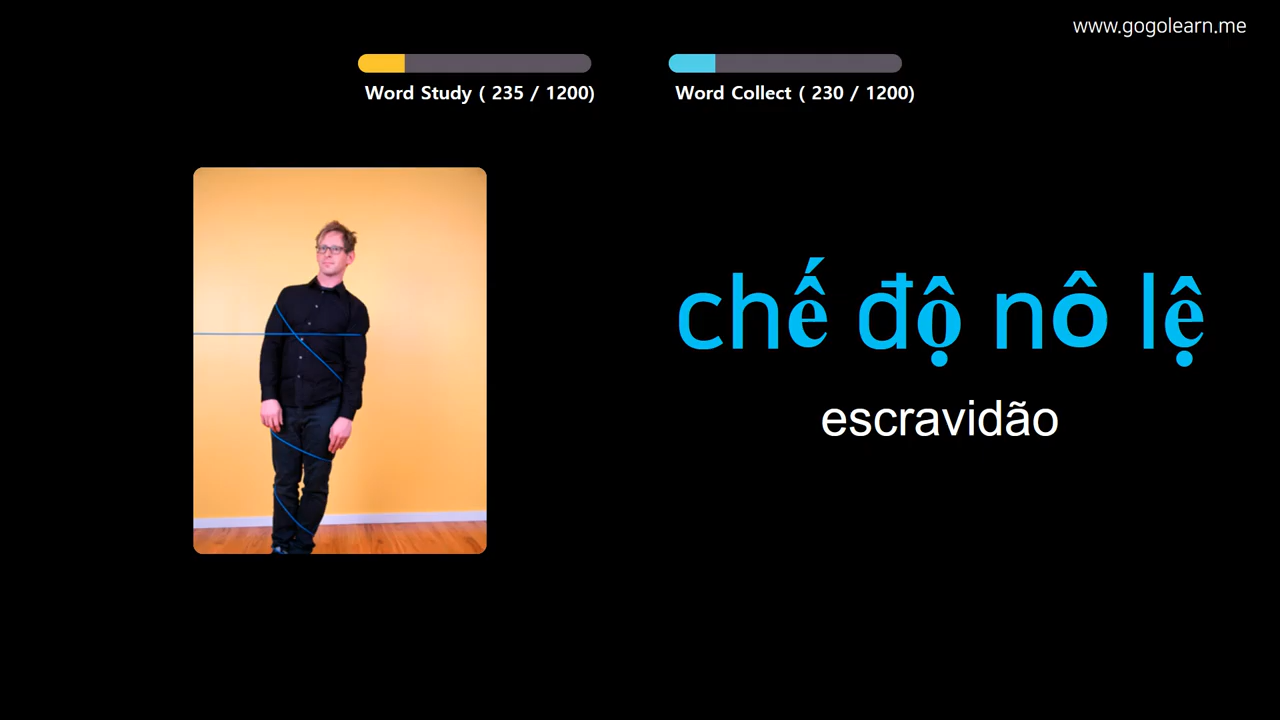 www.gogolearn.me
Word Study ( 235 / 1200)
Word Collect ( 230 / 1200)
chế độ nô lệ
escravidão